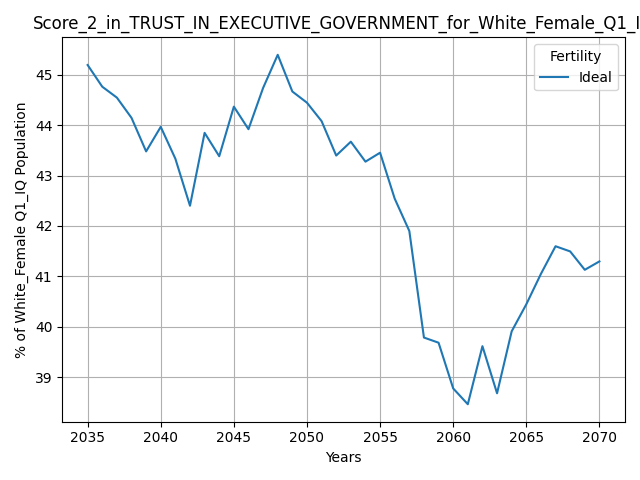 Score_2_in_TRUST_IN_EXECUTIVE_GOVERNMENT_for_White_Female_Q1_I
Fertility
Ideal
% of White_Female Q1_IQ Population
45
44
43
42
41
40
39
2035 2040 2045 2050 2055 2060 2065 2070
Years